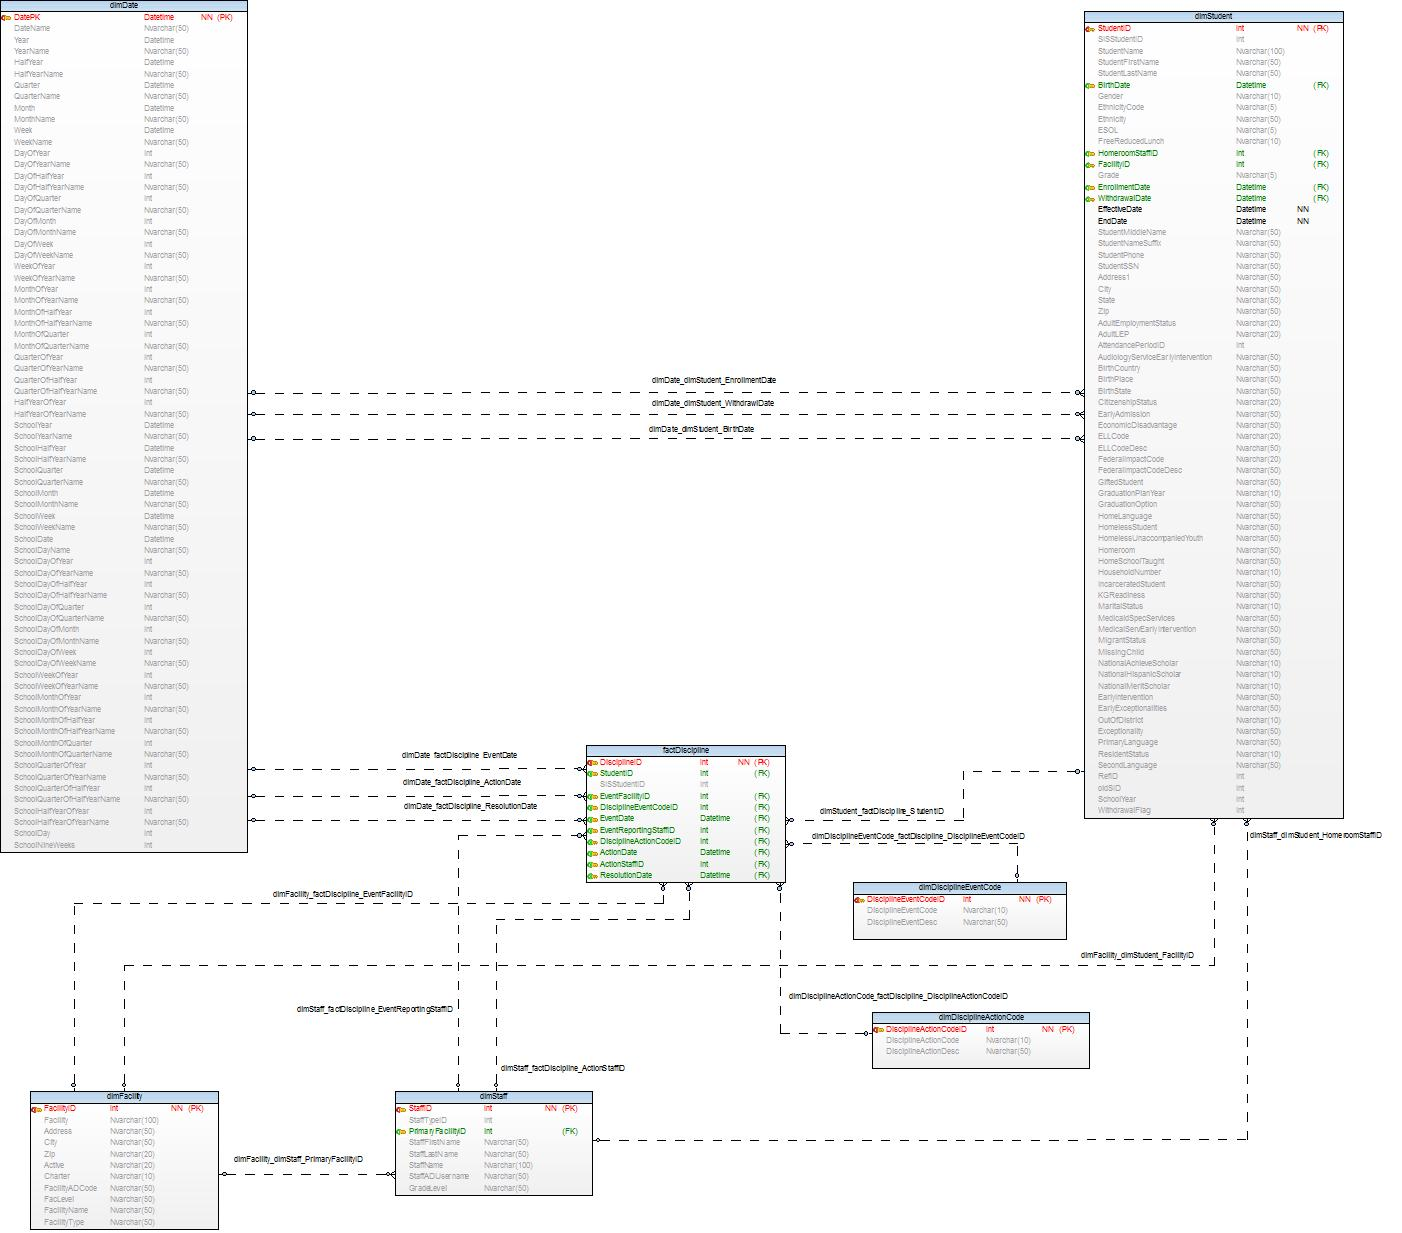 dimDate
DatePK Datetime NN (PK)
DateName Nvarchar(50)
Year Datetime
YearName Nvarchar(50)
HalfYear Datetime
HalfYearName Nvarchar(50)
Quarter Datetime
QuarterName Nvarchar(50)
Month Datetime
MonthName Nvarchar(50)
Week Datetime
WeekName Nvarchar(50)
DayOfYear Int
DayOfYearName Nvarchar(50)
DayOfHalfYear Int
DayOfHalfYearName Nvarchar(50)
DayOfQuarter Int
DayOfQuarterName Nvarchar(50)
DayOfMonth Int
DayOfMonthName Nvarchar(50)
DayOfWeek Int
DayOfWeekName Nvarchar(50)
WeekOfYear Int
WeekOfYearName Nvarchar(50)
MonthOfYear Int
MonthOfYearName Nvarchar(50)
MonthOfHalfYear Int
MonthOfHalfYearName Nvarchar(50)
MonthOfQuarter Int
MonthOfQuarterName Nvarchar(50)
QuarterOfYear Int
QuarterOfYearName Nvarchar(50)
QuarterOfHalfYear Int
QuarterOfHalfYearName Nvarchar(50)
HalfYearOfYear Int
HalfYearOfYearName Nvarchar(50)
SchoolYear Datetime
SchoolYearName Nvarchar(50)
SchoolHalfYear Datetime
SchoolHalfYearName Nvarchar(50)
SchoolQuarter Datetime
SchoolQuarterName Nvarchar(50)
SchoolMonth Datetime
SchoolMonthName Nvarchar(50)
SchoolWeek Datetime
SchoolWeekName Nvarchar(50)
SchoolDate Datetime
SchoolDayName Nvarchar(50)
SchoolDayOfYear Int
SchoolDayOfYearName Nvarchar(50)
SchoolDayOfHalfYear Int
SchoolDayOfHalfYearName Nvarchar(50)
SchoolDayOfQuarter Int
SchoolDayOfQuarterName Nvarchar(50)
SchoolDayOfMonth Int
SchoolDayOfMonthName Nvarchar(50)
SchoolDayOfWeek Int
SchoolDayOfWeekName Nvarchar(50)
SchoolWeekOfYear Int
SchoolWeekOfYearName Nvarchar(50)
SchoolMonthOfYear Int
SchoolMonthOfYearName Nvarchar(50)
SchoolMonthOfHalfYear Int
SchoolMonthOfHalfYearName Nvarchar(50)
SchoolMonthOfQuarter Int
SchoolMonthOfQuarterName Nvarchar(50)
SchoolQuarterOfYear Int
SchoolQuarterOfYearName Nvarchar(50)
SchoolQuarterOfHalfYear Int
SchoolQuarterOfHalfYearName Nvarchar(50)
SchoolHalfYearOfYear Int
SchoolHalfYearOfYearName Nvarchar(50)
SchoolDay Int
SchoolNineWeeks Int
dimStudent
StudentID Int NN (PK)
SISStudentID Int
StudentName Nvarchar(100)
StudentFirstName Nvarchar(50)
StudentLastName Nvarchar(50)
BirthDate Datetime (FK)
Gender Nvarchar(10)
EthnicityCode Nvarchar(5)
Ethnicity Nvarchar(50)
ESOL Nvarchar(5)
FreeReducedLunch Nvarchar(10)
HomeroomStaffID Int (FK)
FacilityID Int (FK)
Grade Nvarchar(5)
EnrollmentDate Datetime (FK)
WithdrawalDate Datetime (FK)
EffectiveDate Datetime NN
EndDate Datetime NN
StudentMiddleName Nvarchar(50)
StudentNameSuffix Nvarchar(50)
StudentPhone Nvarchar(50)
StudentSSN Nvarchar(50)
Address1 Nvarchar(50)
City Nvarchar(50)
State Nvarchar(50)
Zip Nvarchar(50)
AdultEmploymentStatus Nvarchar(20)
AdultLEP Nvarchar(20)
AttendancePeriodID Int
AudiologyServiceEarlyIntervention Nvarchar(50)
BirthCountry Nvarchar(50)
BirthPlace Nvarchar(50)
BirthState Nvarchar(50)
CitizenshipStatus Nvarchar(20)
EarlyAdmission Nvarchar(50)
EconomicDisadvantage Nvarchar(50)
ELLCode Nvarchar(20)
ELLCodeDesc Nvarchar(50)
FederalImpactCode Nvarchar(20)
FederalImpactCodeDesc Nvarchar(50)
GiftedStudent Nvarchar(50)
GraduationPlanYear Nvarchar(10)
GraduationOption Nvarchar(50)
HomeLanguage Nvarchar(50)
HomelessStudent Nvarchar(50)
HomelessUnaccompaniedYouth Nvarchar(50)
Homeroom Nvarchar(50)
HomeSchoolTaught Nvarchar(50)
HouseholdNumber Nvarchar(10)
IncarceratedStudent Nvarchar(50)
KGReadiness Nvarchar(50)
MaritalStatus Nvarchar(10)
MedicaidSpecServices Nvarchar(50)
MedicalServEarlyIntervention Nvarchar(50)
MigrantStatus Nvarchar(50)
MissingChild Nvarchar(50)
NationalAchieveScholar Nvarchar(10)
NationalHispanicScholar Nvarchar(10)
NationalMeritScholar Nvarchar(10)
EarlyIntervention Nvarchar(50)
EarlyExceptionalities Nvarchar(50)
OutOfDistrict Nvarchar(10)
Exceptionality Nvarchar(50)
PrimaryLanguage Nvarchar(50)
ResidentStatus Nvarchar(10)
SecondLanguage Nvarchar(50)
RefID Int
oldSID Int
SchoolYear Int
WithdrawalFlag Int
dimDate_dimStudent_EnrollmentDate
dimDate_dimStudent_WithdrawlDate
dimDate_dimStudent_BirthDate
dimDate_factDiscipline_EventDate
dimDate_factDiscipline_ActionDate
dimDate_factDiscipline_ResolutionDate
factDiscipline
DisciplineID Int NN (PK)
StudentID Int (FK)
SISStudentID Int
EventFacilityID Int (FK)
DisciplineEventCodeID Int (FK)
EventDate Datetime (FK)
EventReportingStaffID Int (FK)
DisciplineActionCodeID Int (FK)
ActionDate Datetime (FK)
ActionStaffID Int (FK)
ResolutionDate Datetime (FK)
dimStudent_factDiscipline_StudentID
dimDisciplineEventCode_factDiscipline_DisciplineEventCodeID
dimStaff_dimStudent_HomeroomStaffID
dimDisciplineEventCode
DisciplineEventCodeID Int NN (PK)
DisciplineEventCode Nvarchar(10)
DisciplineEventDesc Nvarchar(50)
dimFacility_factDiscipline_EventFacilityID
dimFacility_dimStudent_FacilityID
dimDisciplineActionCode_factDiscipline_DisciplineActionCodeID
dimStaff_factDiscipline_EventReportingStaffID
dimDisciplineActionCode
DisciplineActionCodeID Int NN (PK)
DisciplineActionCode Nvarchar(10)
DisciplineActionDesc Nvarchar(50)
dimStaff_factDiscipline_ActionStaffID
dimFacility
FacilityID Int NN (PK)
Facility Nvarchar(100)
Address Nvarchar(50)
City Nvarchar(50)
Zip Nvarchar(20)
Active Nvarchar(20)
Charter Nvarchar(10)
FacilityADCode Nvarchar(50)
FacLevel Nvarchar(50)
FacilityName Nvarchar(50)
FacilityType Nvarchar(50)
dimFacility_dimStaff_PrimaryFacilityID
dimStaff
StaffID Int NN (PK)
StaffTypeID Int
PrimaryFacilityID Int (FK)
StaffFirstName Nvarchar(50)
StaffLastName Nvarchar(50)
StaffName Nvarchar(100)
StaffADUsername Nvarchar(50)
GradeLevel Nvarchar(50)